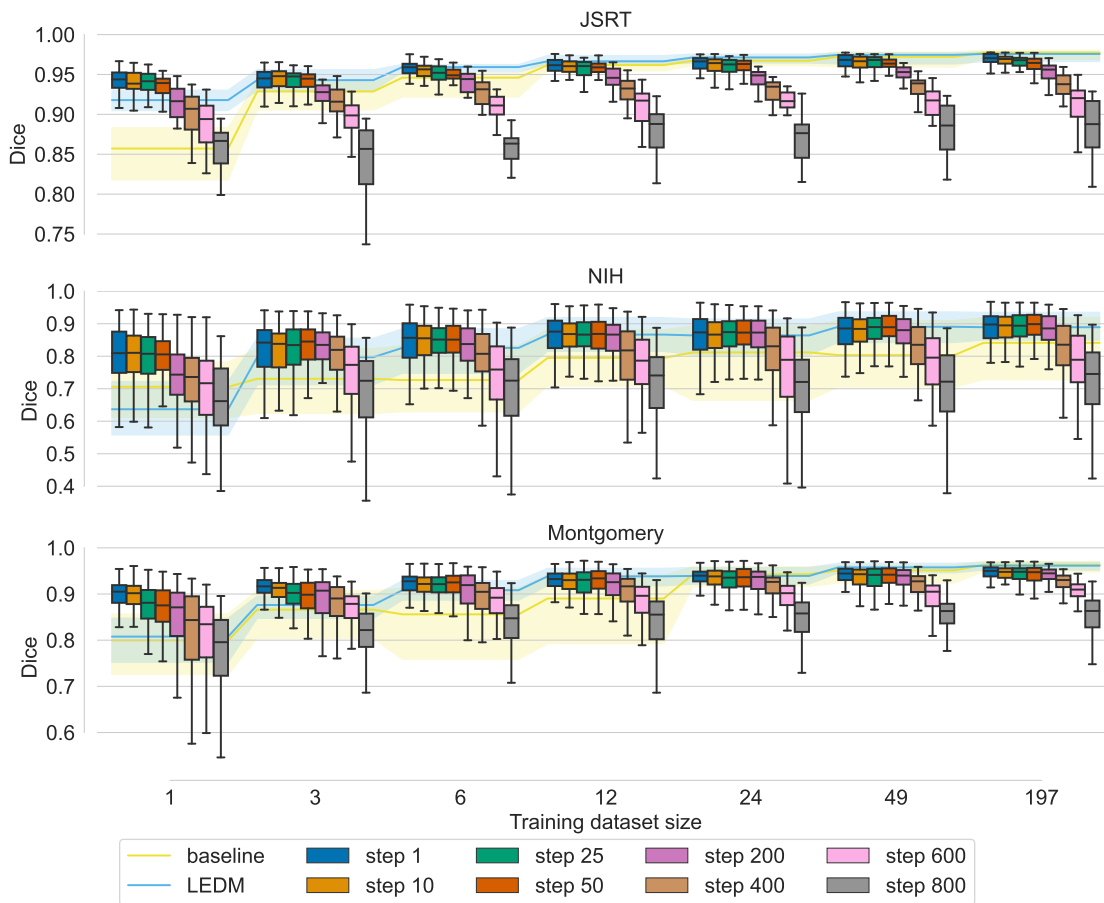 JSRT
1.00
0.95
0.90
0.85
0.80
0.75
Dice
NIH
1.0
0.9
0.8
0.7
0.6
0.5
0.4
Dice
Montgomery
1.0
0.9
0.8
0.7
0.6
Dice
1 3 6 12 24 49 197
Training dataset size
baseline step 1 step 25 step 200 step 600
LEDM step 10 step 50 step 400 step 800